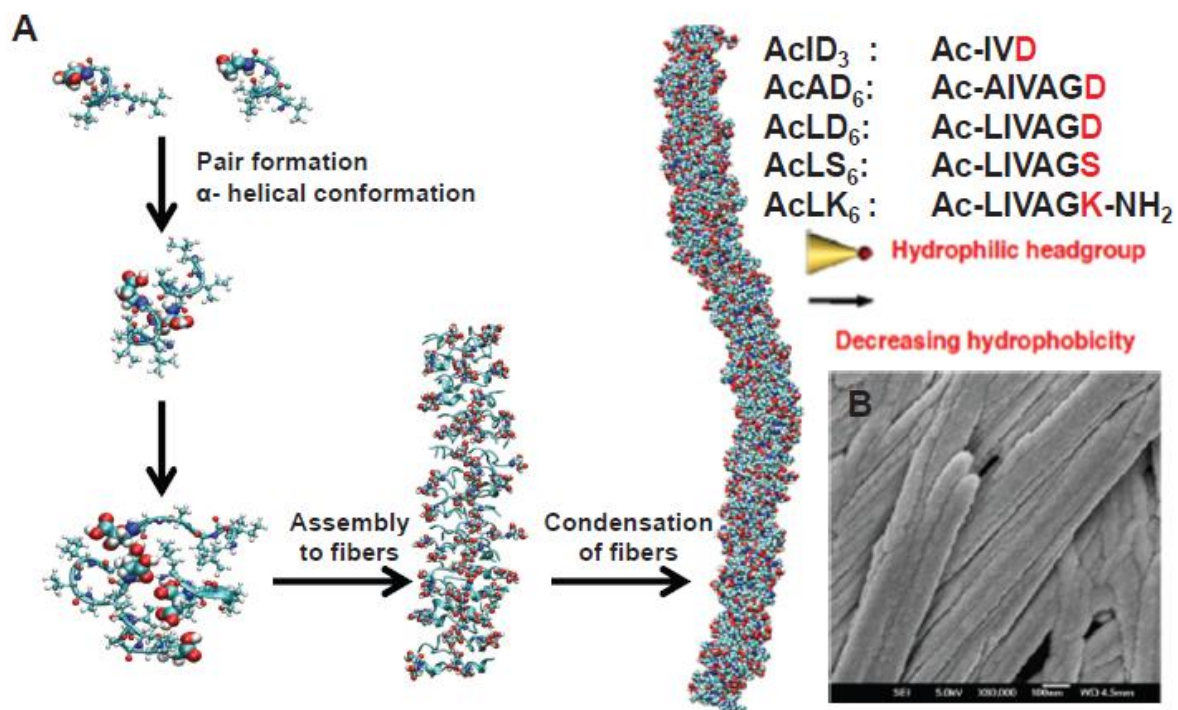 A
Pair formation
α- helical conformation
Assembly
to fibers
Condensation
of fibers
AcID₃ : Ac-IVD
AcAD₆: Ac-AIVAGD
AcLD₆: Ac-LIVAGD
AcLS₆: Ac-LIVAGS
AcLK₆ : Ac-LIVAGK-NH₂
Hydrophilic headgroup
Decreasing hydrophobicity
B
SEI 5.0kV X80,000 100nm WD 4.5mm